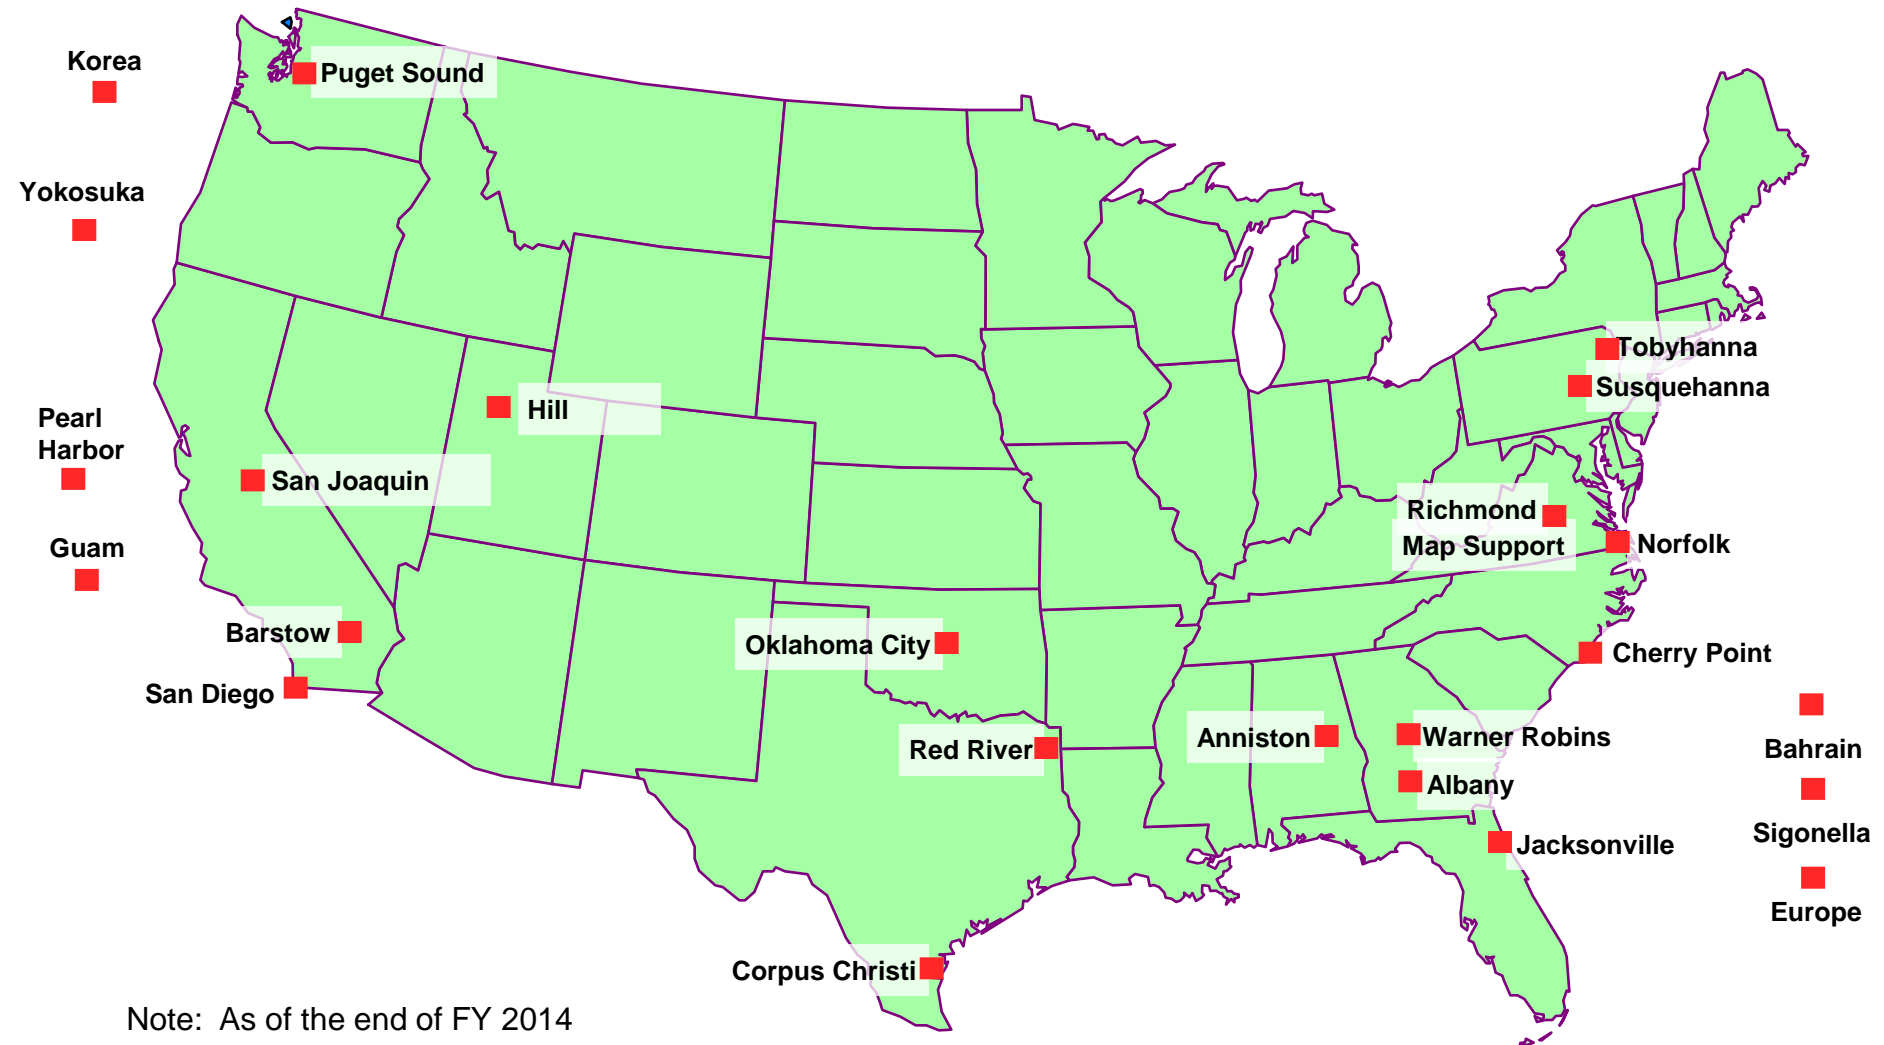 Korea
Puget Sound
Yokosuka
Tobyhanna
Susquehanna
Hill
Pearl
Harbor
San Joaquin
Richmond
Map Support
Norfolk
Guam
Barstow
Oklahoma City
Cherry Point
San Diego
Red River
Anniston
Warner Robins
Bahrain
Albany
Sigonella
Jacksonville
Europe
Corpus Christi
Note: As of the end of FY 2014